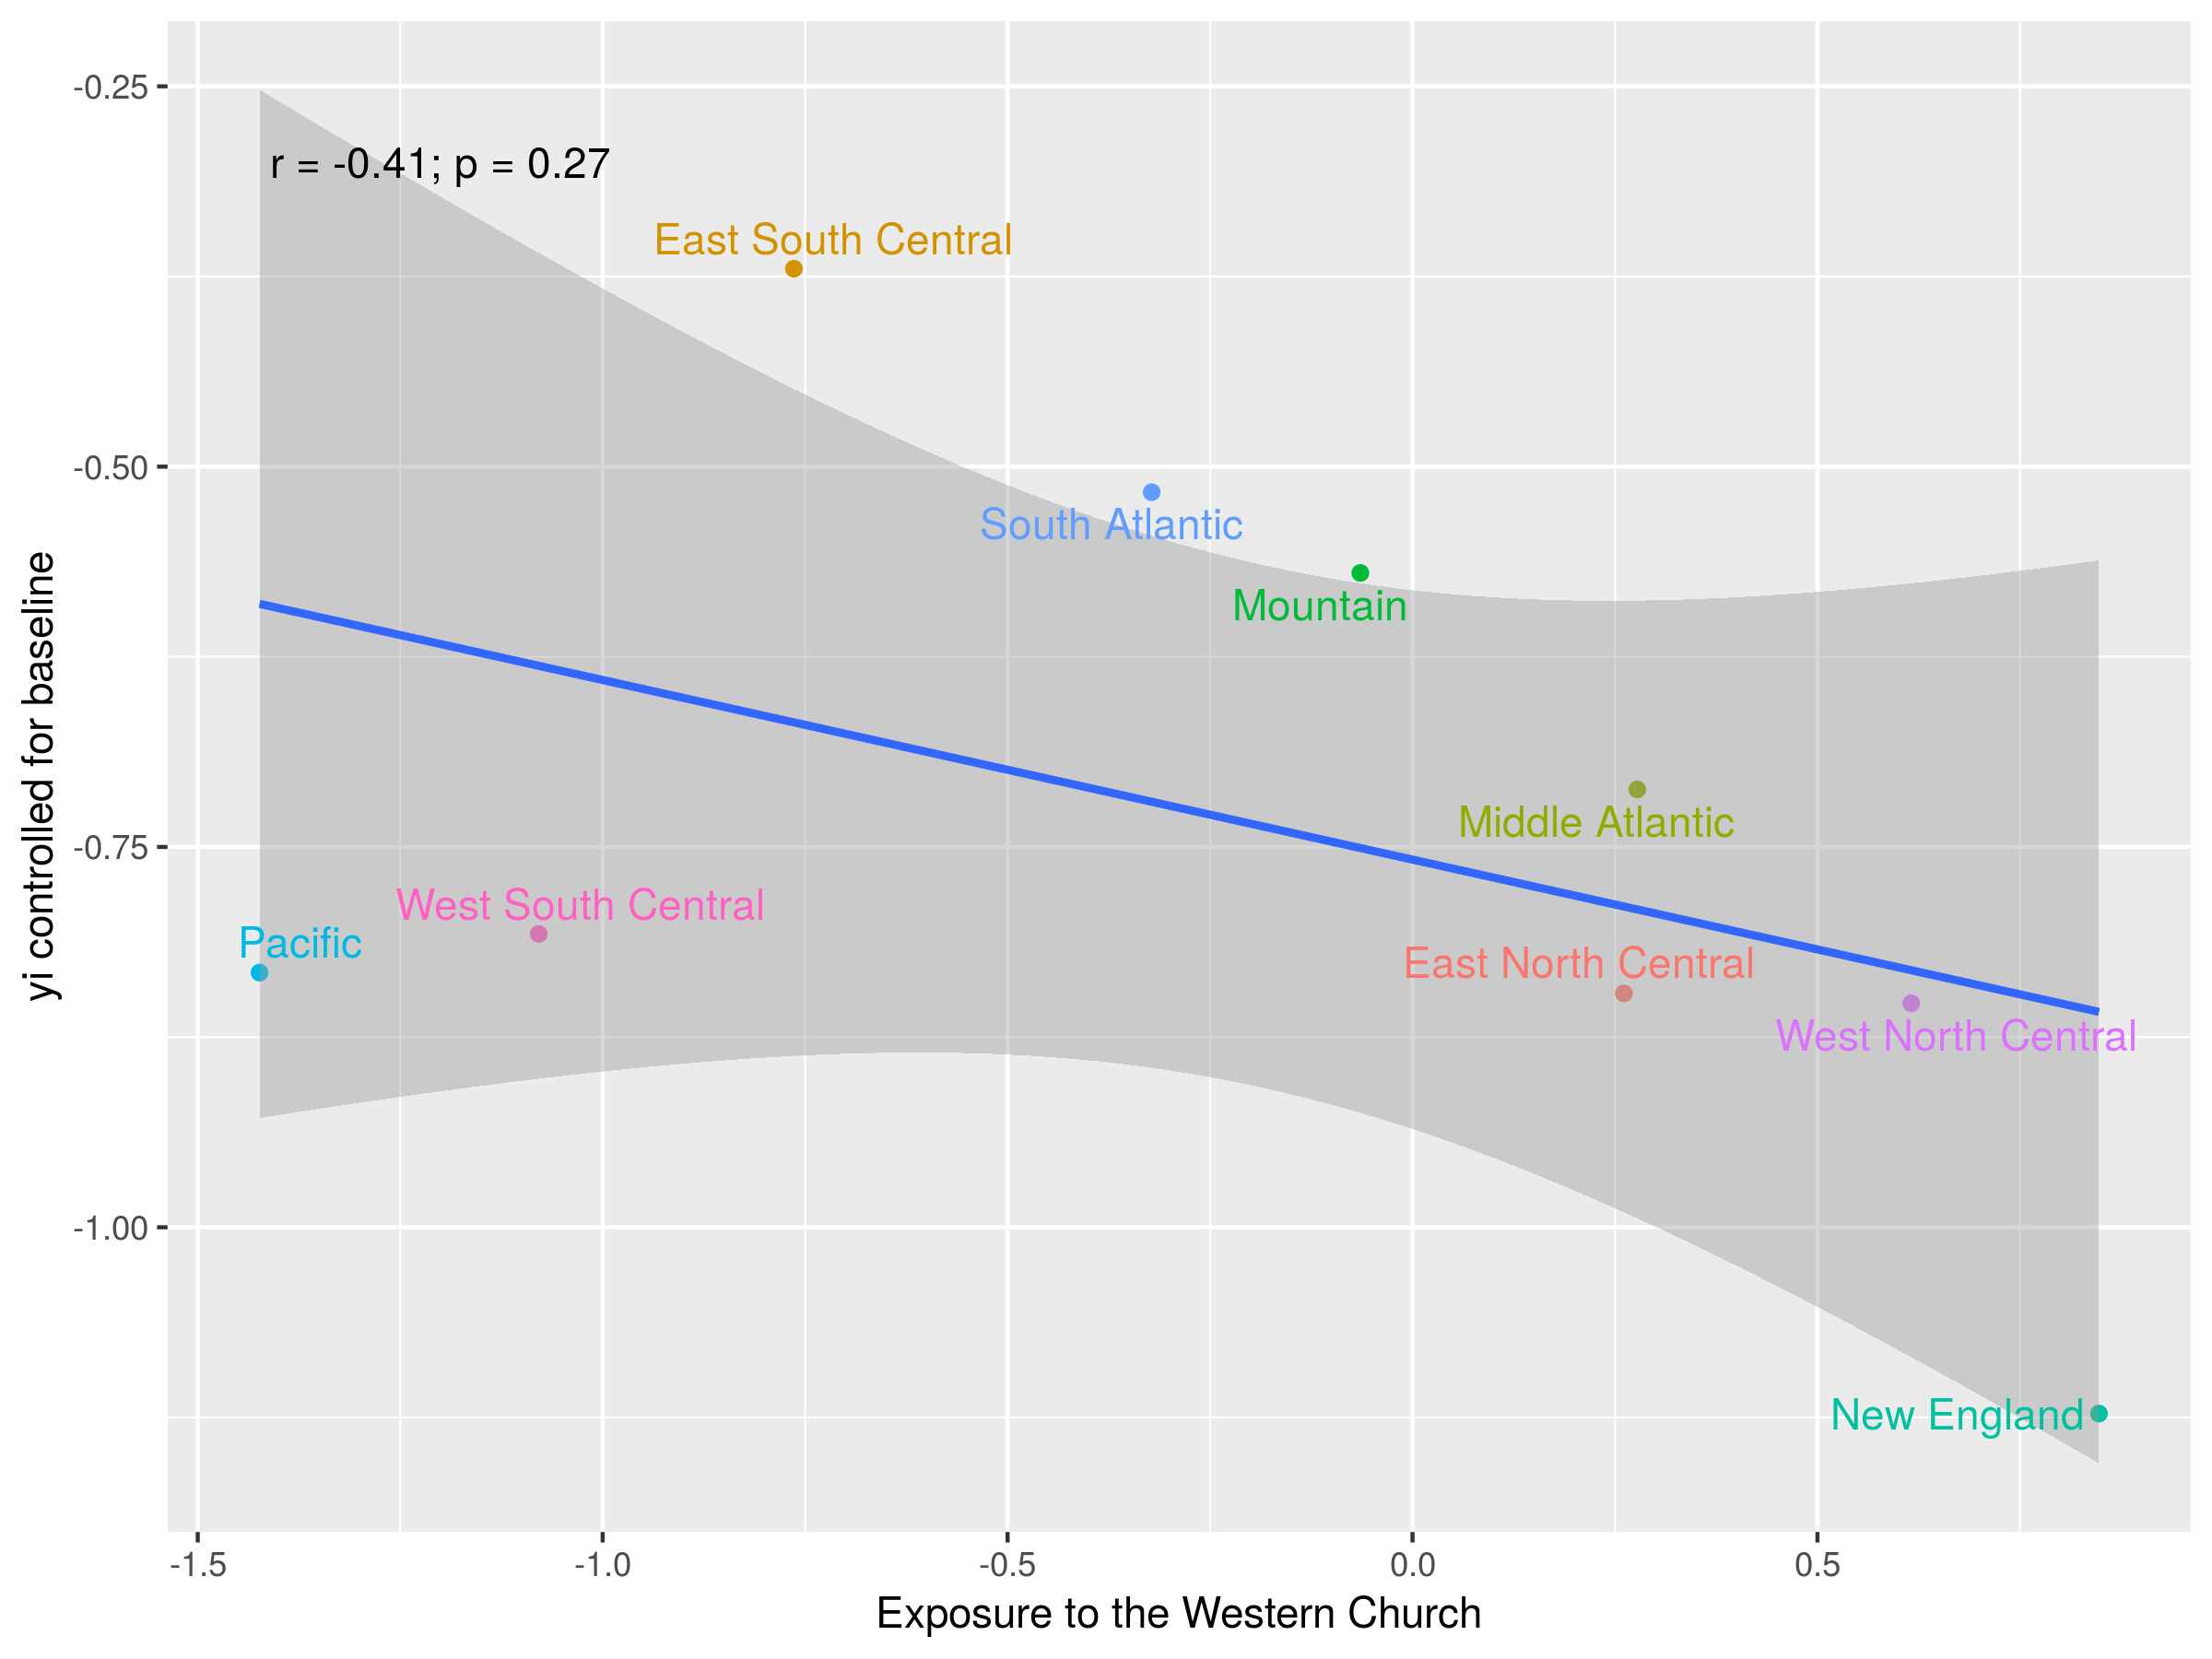 r = -0.41; p = 0.27
East South Central
South Atlantic
Mountain
Middle Atlantic
West South Central
Pacific
East North Central
West North Central
New England
-0.25
-0.50
-0.75
-1.00
yi controlled for baseline
-1.5
-1.0
-0.5
0.0
0.5
Exposure to the Western Church